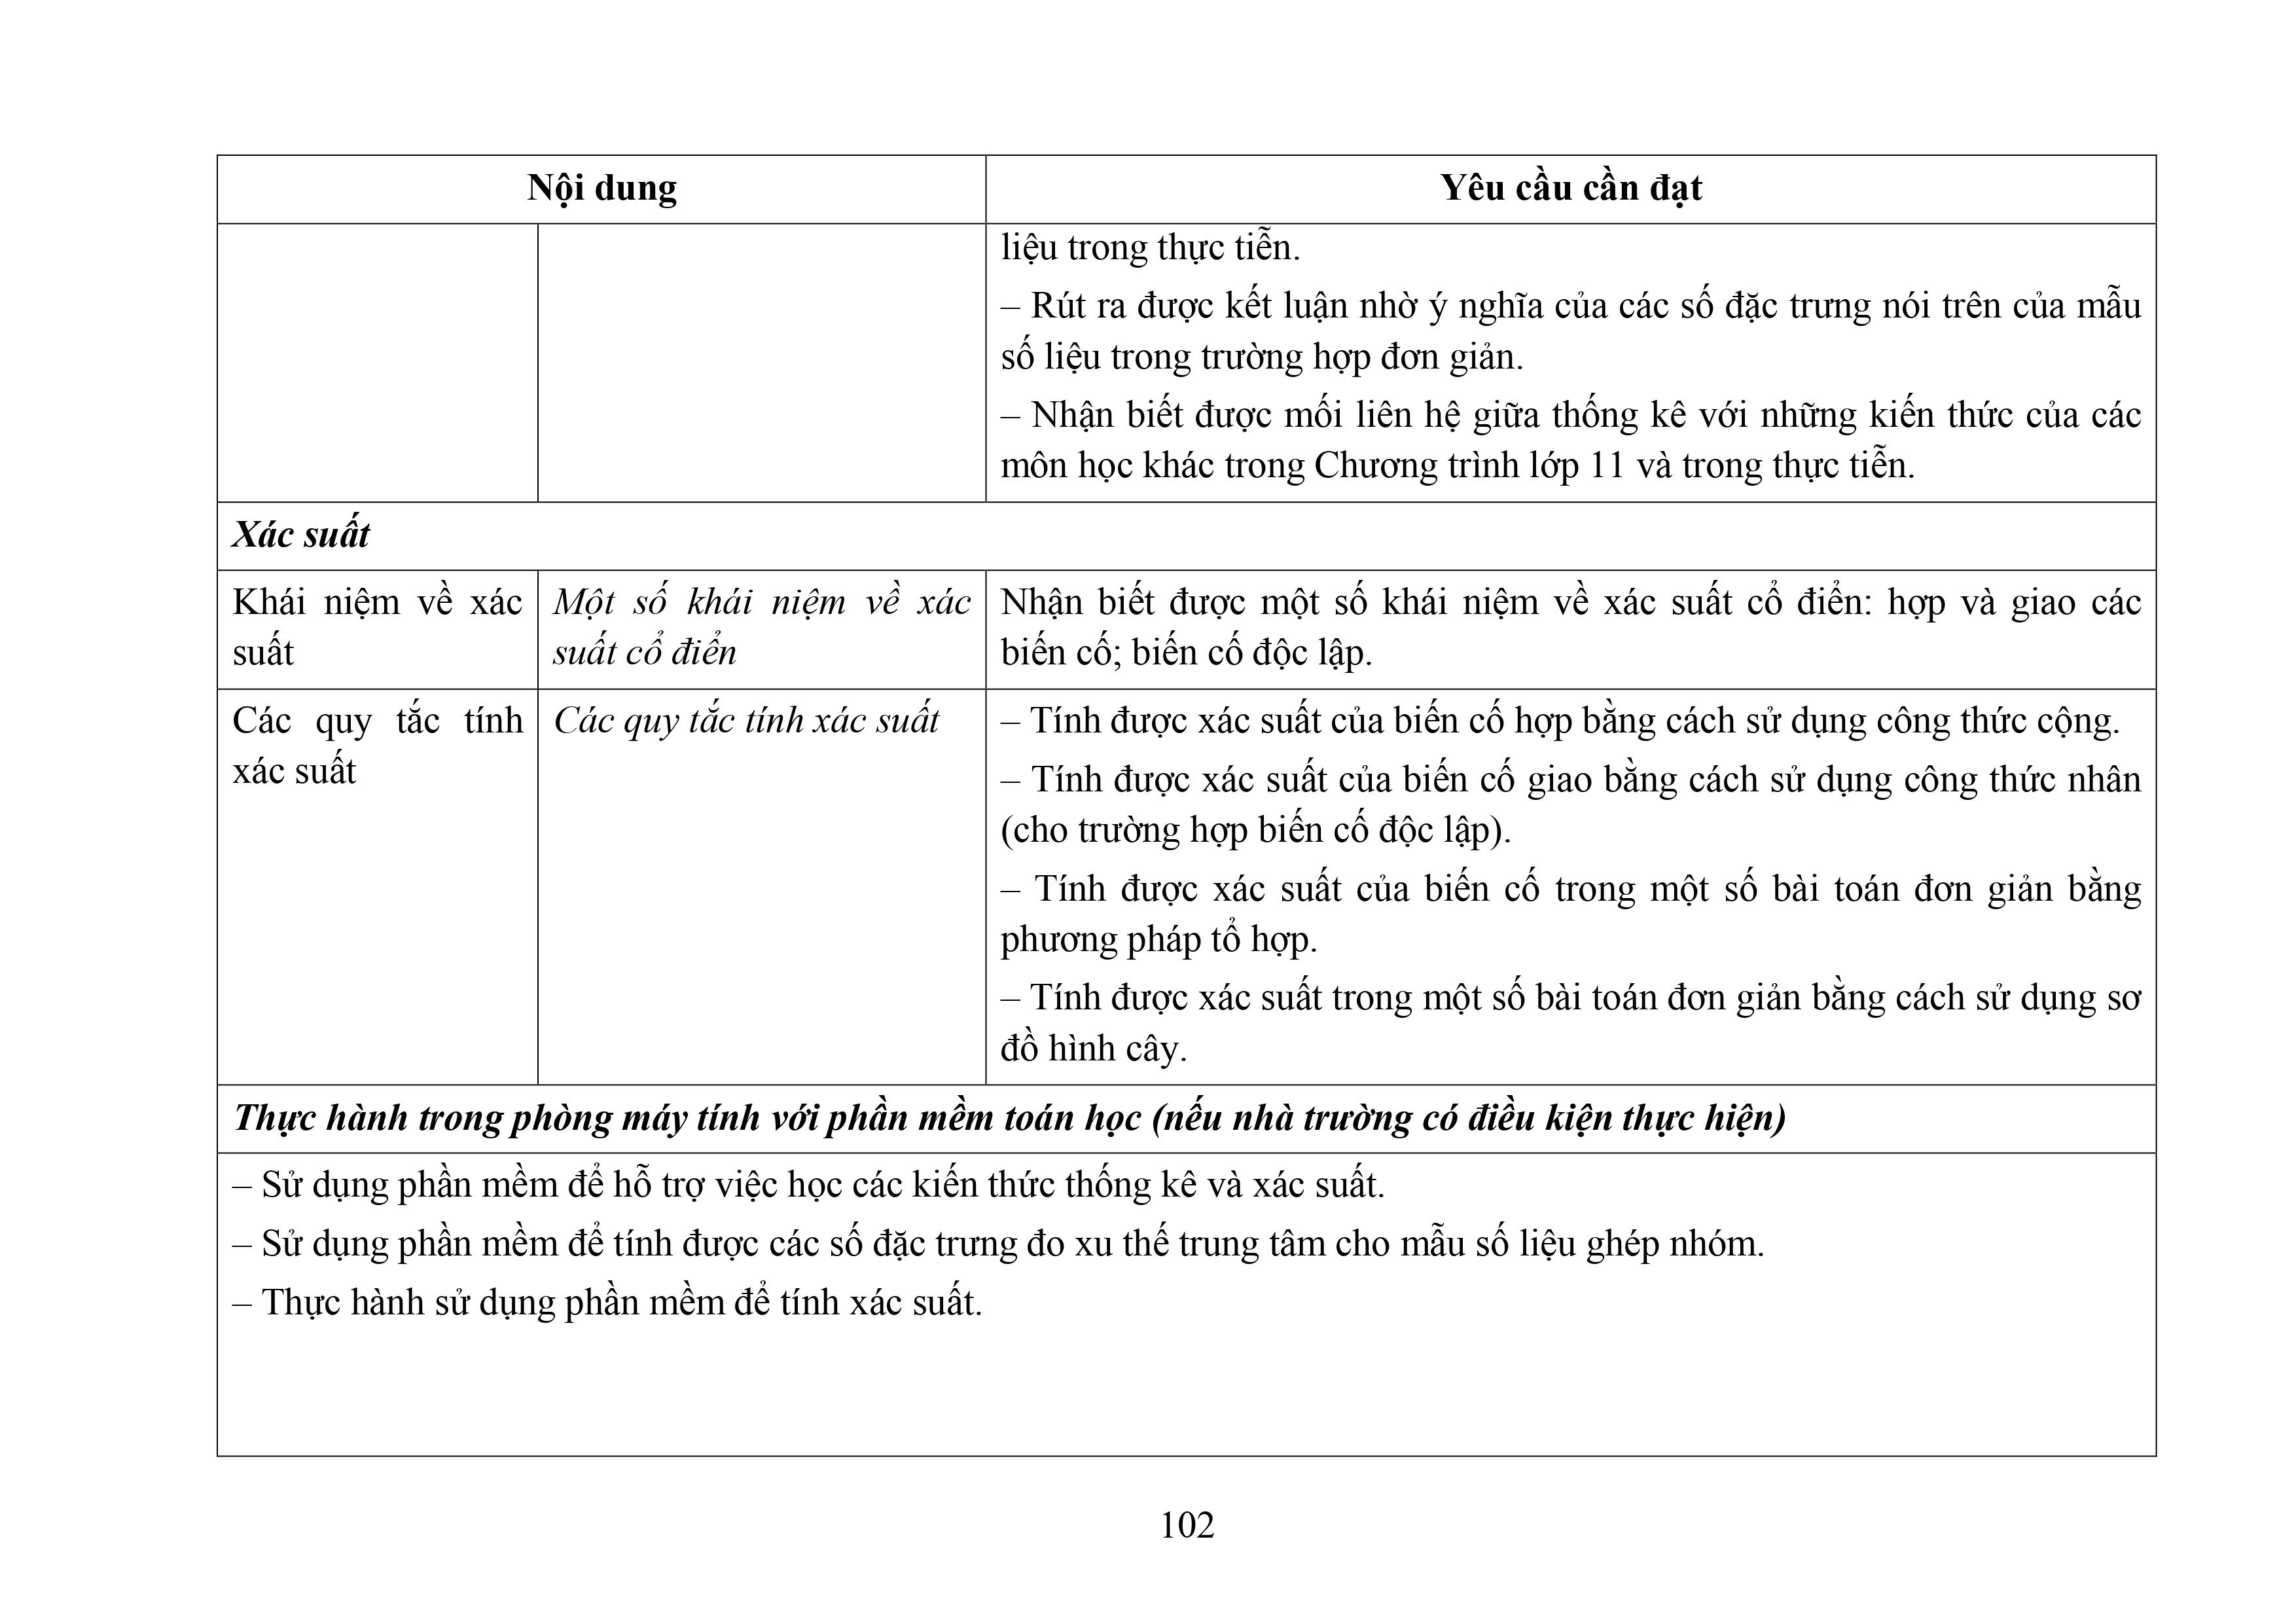 Nội dung
Yêu cầu cần đạt
liệu trong thực tiễn.
– Rút ra được kết luận nhờ ý nghĩa của các số đặc trưng nói trên của mẫu
số liệu trong trường hợp đơn giản.
– Nhận biết được mối liên hệ giữa thống kê với những kiến thức của các
môn học khác trong Chương trình lớp 11 và trong thực tiễn.
Xác suất
Khái niệm về xác
suất
Một số khái niệm về xác
suất cổ điển
Nhận biết được một số khái niệm về xác suất cổ điển: hợp và giao các
biến cố; biến cố độc lập.
Các quy tắc tính
xác suất
Các quy tắc tính xác suất
– Tính được xác suất của biến cố hợp bằng cách sử dụng công thức cộng.
– Tính được xác suất của biến cố giao bằng cách sử dụng công thức nhân
(cho trường hợp biến cố độc lập).
– Tính được xác suất của biến cố trong một số bài toán đơn giản bằng
phương pháp tổ hợp.
– Tính được xác suất trong một số bài toán đơn giản bằng cách sử dụng sơ
đồ hình cây.
Thực hành trong phòng máy tính với phần mềm toán học (nếu nhà trường có điều kiện thực hiện)
– Sử dụng phần mềm để hỗ trợ việc học các kiến thức thống kê và xác suất.
– Sử dụng phần mềm để tính được các số đặc trưng đo xu thế trung tâm cho mẫu số liệu ghép nhóm.
– Thực hành sử dụng phần mềm để tính xác suất.
102